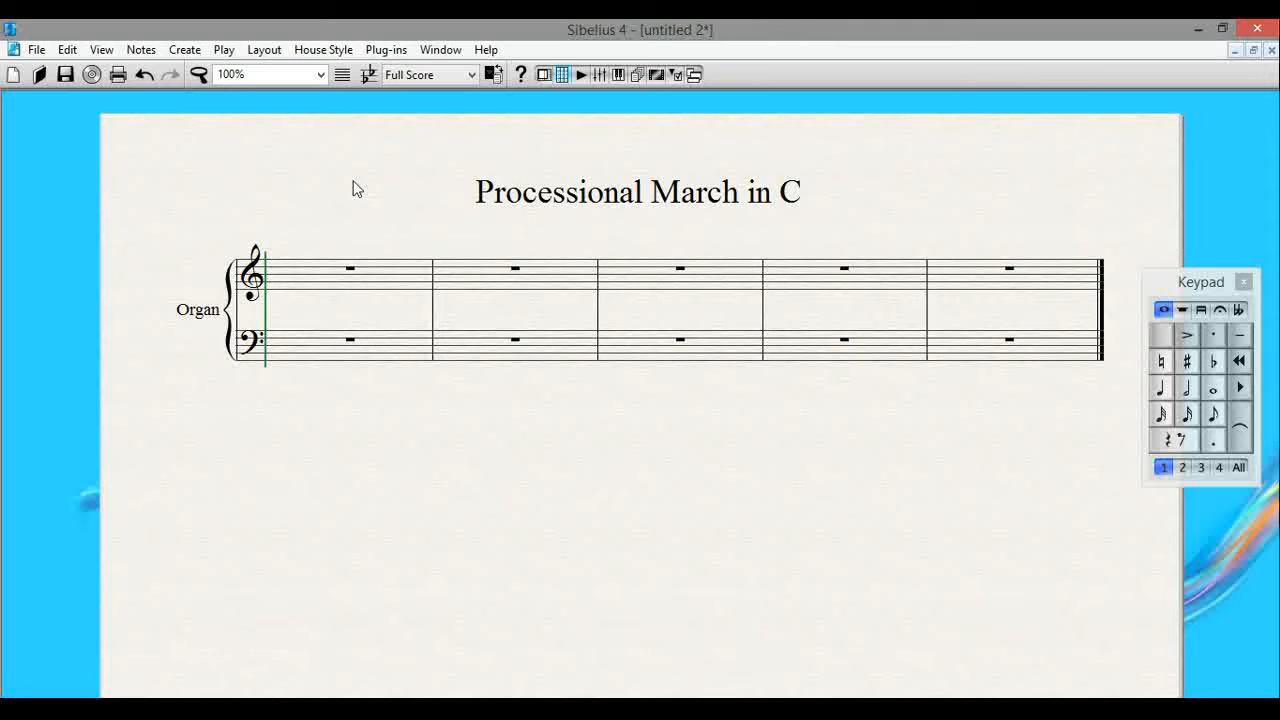 Sibelius 4 - [untitled 2*]
File Edit View Notes Create Play Layout House Style Plug-ins Window Help
100% Full Score
Processional March in C
Organ
Keypad
1 2 3 4 All